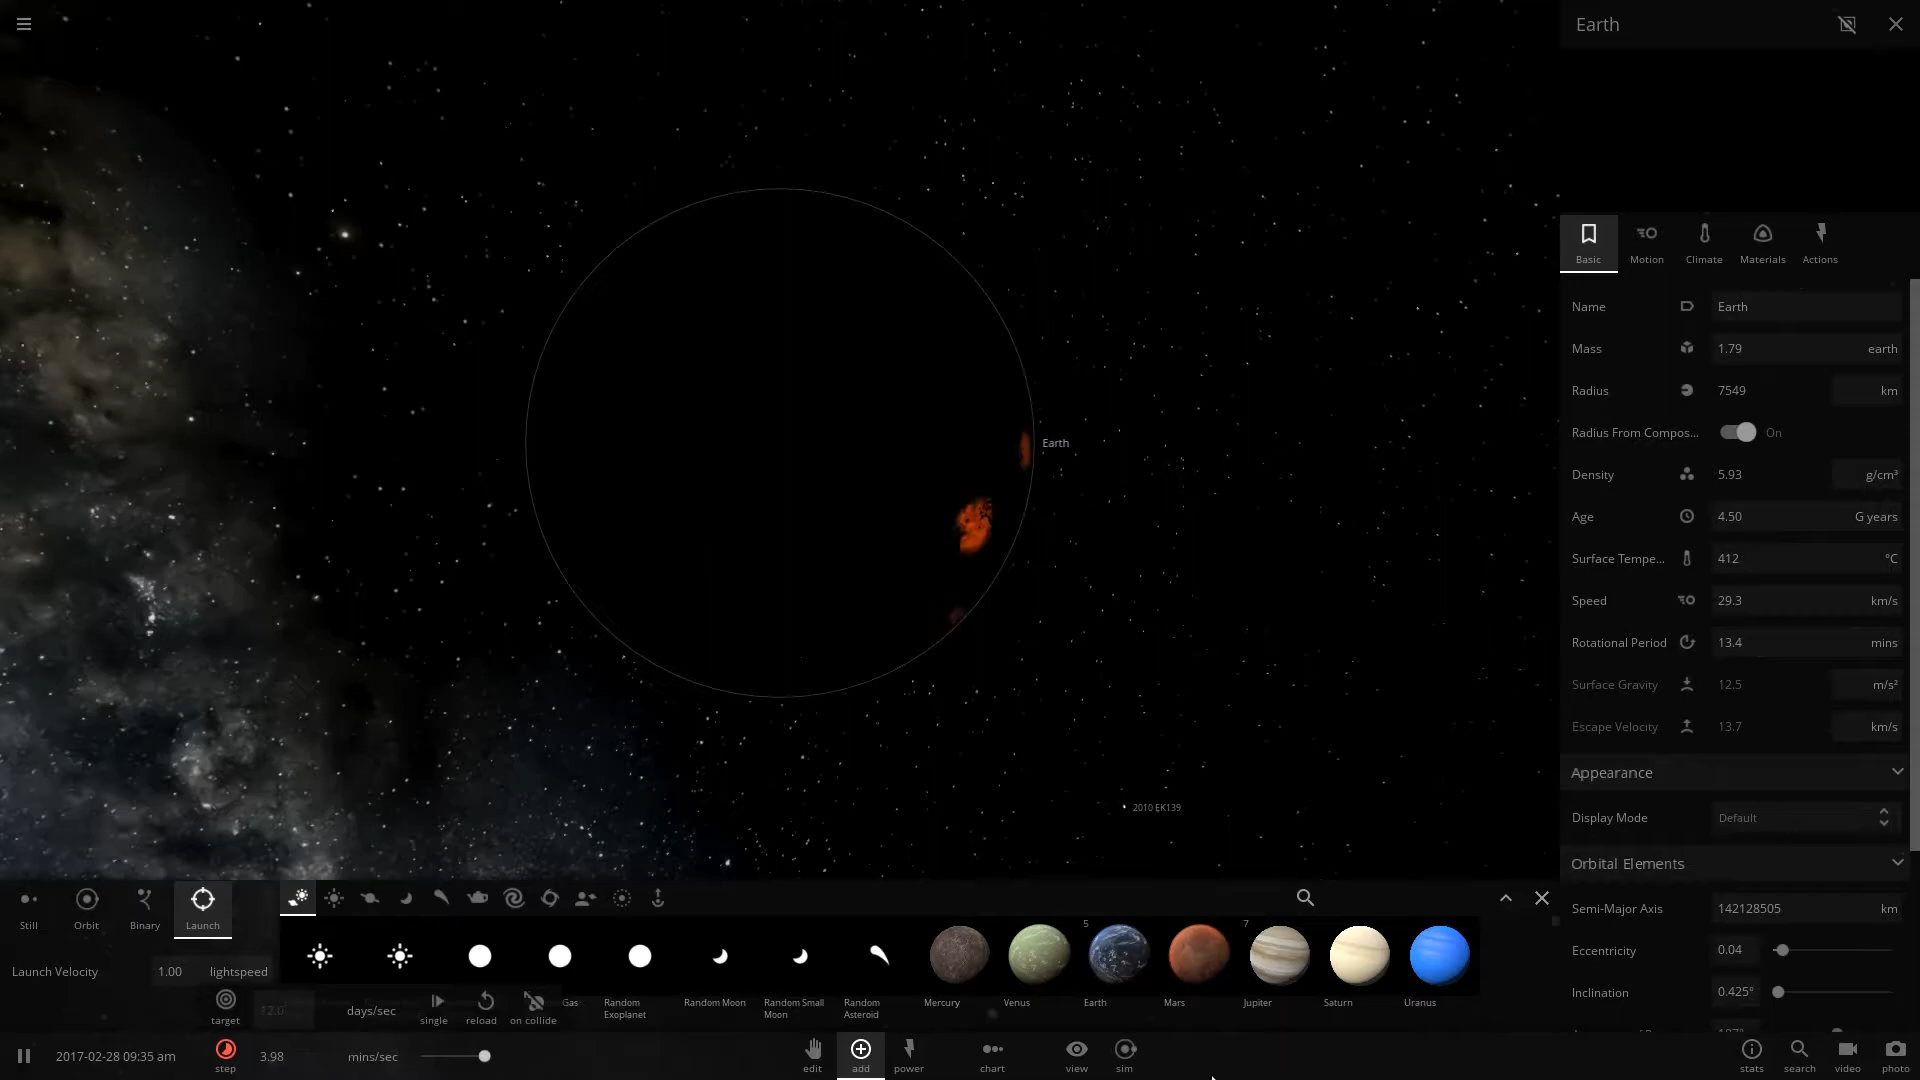 Earth
Basic
Motion
Climate
Materials
Actions
Name Earth
Mass 1.79 earth
Radius 7549 km
Radius From Compos... On
Density 5.93 g/cm³
Age 4.50 G years
Surface Tempe... 412 °C
Speed 29.3 km/s
Rotational Period 13.4 mins
Surface Gravity 12.5 m/s²
Escape Velocity 13.7 km/s
Appearance
Display Mode Default
Orbital Elements
Semi-Major Axis 142128505 km
Eccentricity 0.04
Inclination 0.425°
Earth
2010 EK139
Still
Orbit
Binary
Launch
Launch Velocity 1.00 lightspeed
5
7
Gas
Random Exoplanet
Random Moon
Random Small Moon
Random Asteroid
Mercury
Venus
Earth
Mars
Jupiter
Saturn
Uranus
target
12.0 days/sec
single
reload
on collide
2017-02-28 09:35 am
step
3.98 mins/sec
edit
add
power
chart
view
sim
stats
search
video
photo